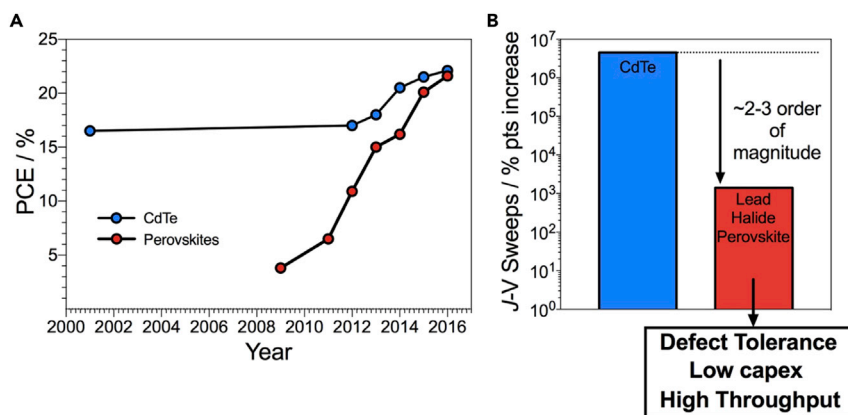 A
PCE / %
25
20
15
10
5
CdTe
Perovskites
2000 2002 2004 2006 2008 2010 2012 2014 2016
Year
B
J-V Sweeps / % pts increase
10⁷
10⁶
10⁵
10⁴
10³
10²
10¹
10⁰
CdTe
~2-3 order
of
magnitude
Lead
Halide
Perovskite
Defect Tolerance
Low capex
High Throughput